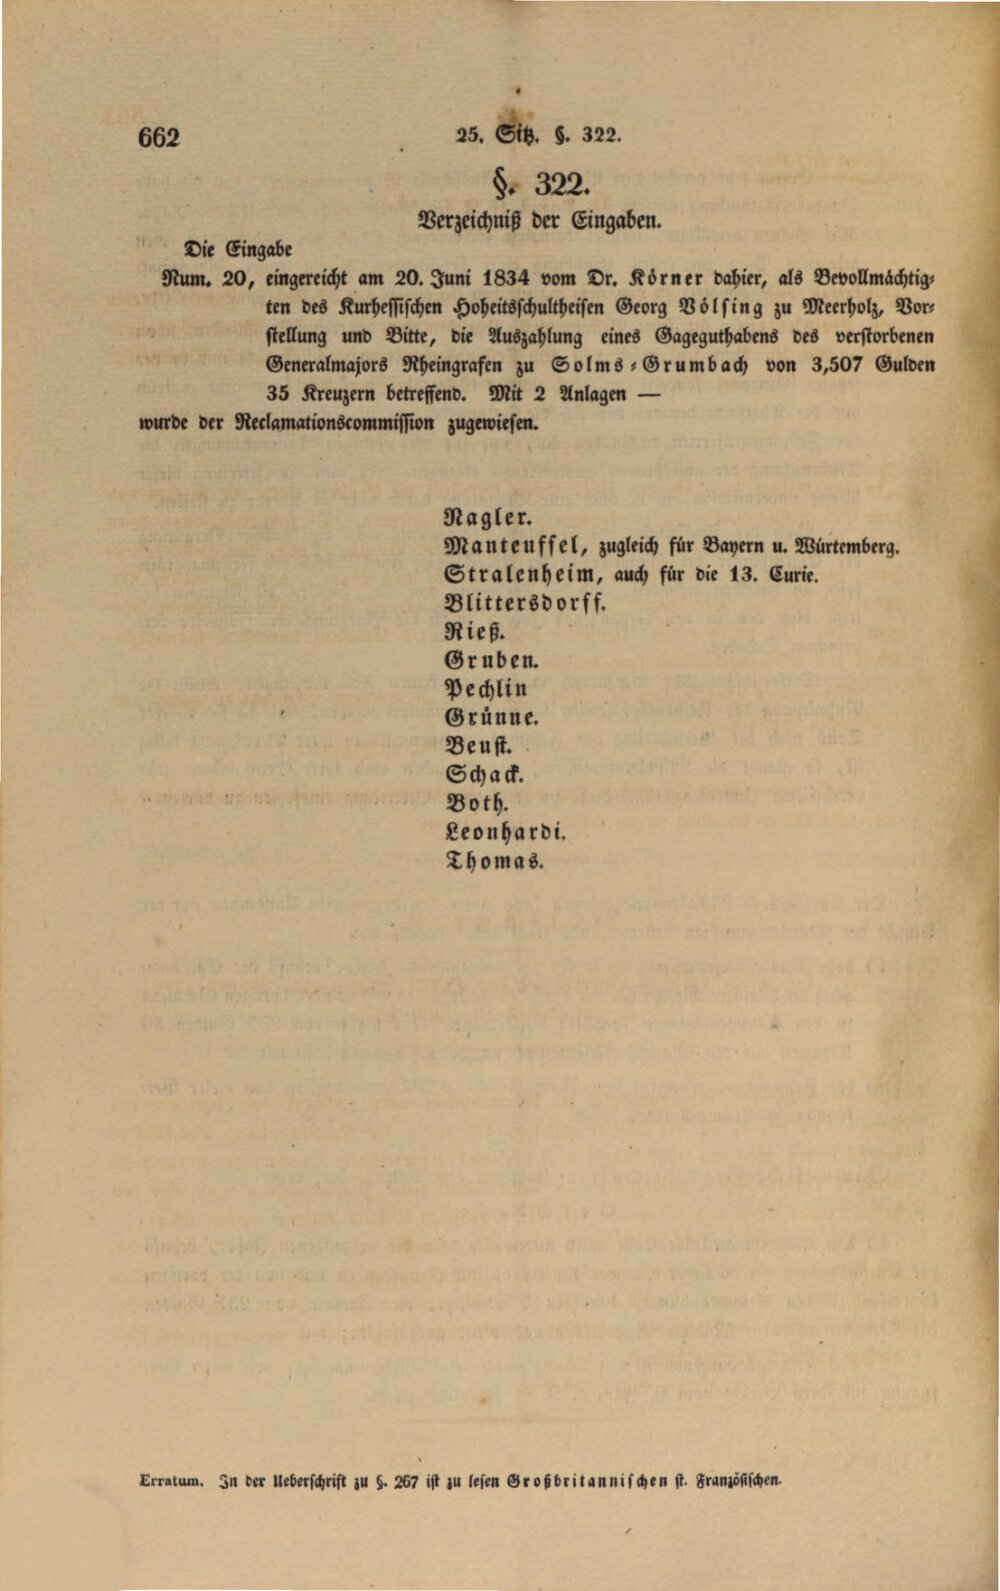 662
25. Sitz. §. 322.
§. 322.
Verzeichniß der Eingaben.
Die Eingabe
Num. 20, eingereicht am 20. Juni 1834 vom Dr. Körner dahier, als Bevollmächtig-
ten des Kurhessischen Hoheitsschultheisen Georg Völsing zu Meerholz, Vor-
stellung und Bitte, die Auszahlung eines Gageguthabens des verstorbenen
Generalmajors Rheingrafen zu Solms-Grumbach von 3,507 Gulden
35 Kreuzern betreffend. Mit 2 Anlagen —
wurde der Reclamationscommission zugewiesen.
Nagler.
Manteuffel, zugleich für Bayern u. Würtemberg.
Stralenheim, auch für die 13. Curie.
Blittersdorff.
Rieß.
Gruben.
Pechlin
Grünne.
Beust.
Schack.
Both.
Leonhardi.
Thomas.
Erratum. In der Ueberschrift zu §. 267 ist zu lesen Großbritannischen st. Französischen.